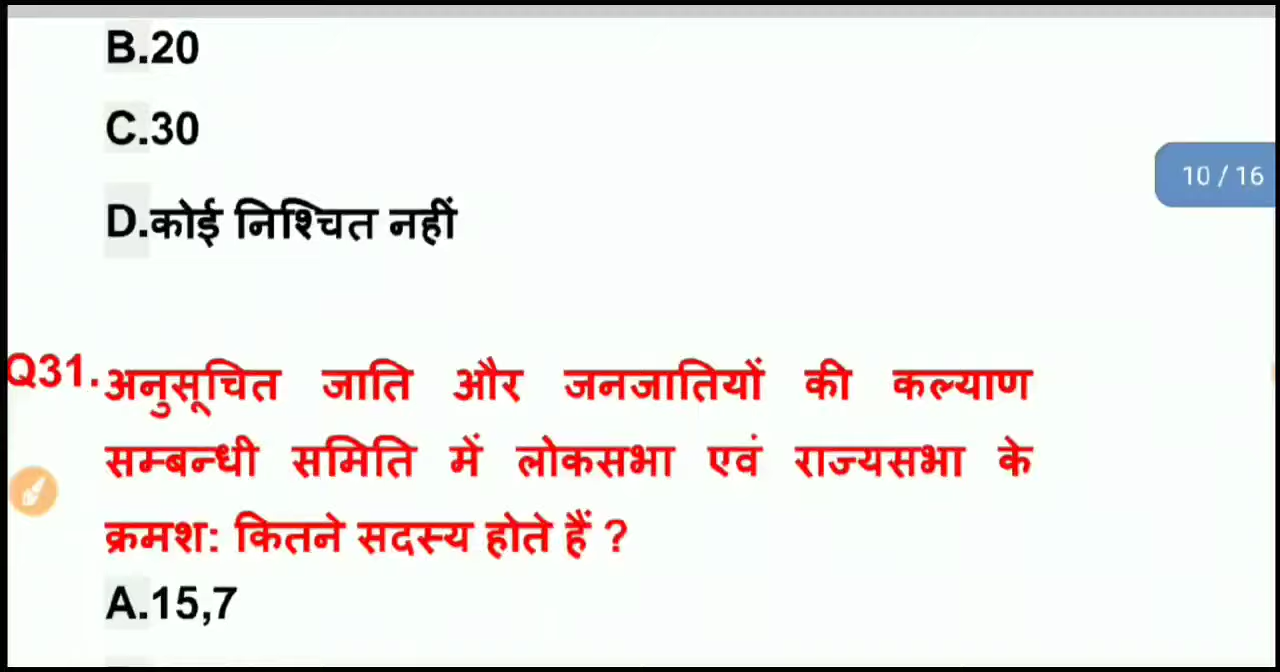 B.20
C.30
10 / 16
D.कोई निश्चित नहीं
Q31. अनुसूचित जाति और जनजातियों की कल्याण
सम्बन्धी समिति में लोकसभा एवं राज्यसभा के
क्रमश: कितने सदस्य होते हैं ?
A.15,7